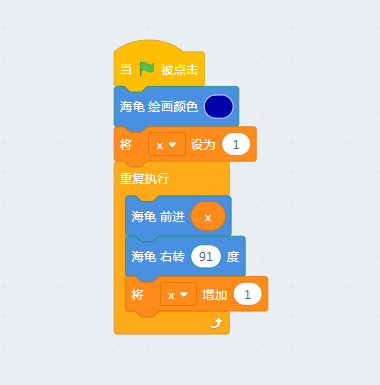 当 被点击
海龟 绘画颜色
将 x 设为 1
重复执行
海龟 前进 x
海龟 右转 91 度
将 x 增加 1